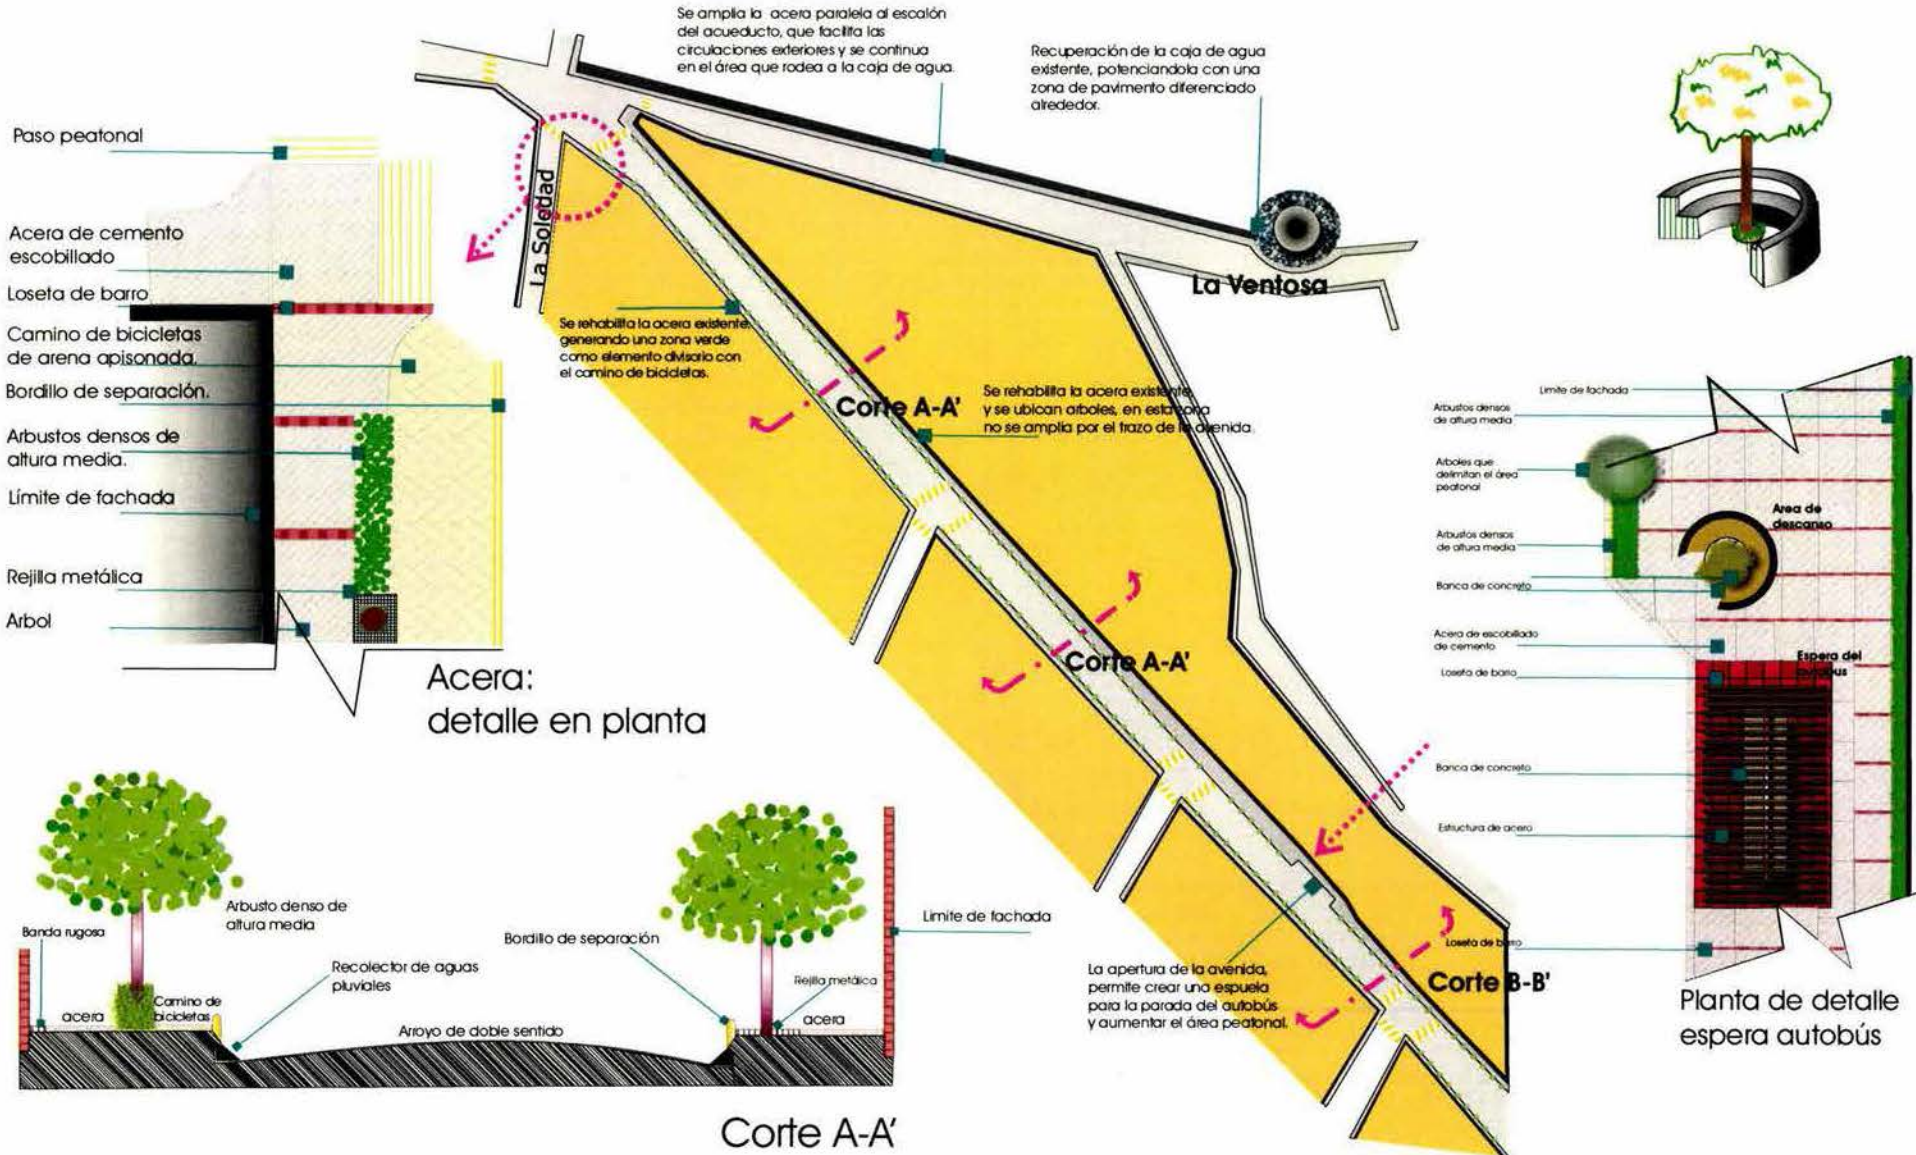 Se amplia la acera paralela al escalón
del acueducto, que facilita las
circulaciones exteriores y se continua
en el área que rodea a la caja de agua.
Recuperación de la caja de agua
existente, potenciandola con una
zona de pavimento diferenciado
alrededor.
Paso peatonal
Acera de cemento
escobillado
Loseta de barro
Camino de bicicletas
de arena apisonada.
Bordillo de separación.
Arbustos densos de
altura media.
Límite de fachada
Rejilla metálica
Arbol
Acera:
detalle en planta
La Soledad
La Ventosa
Se rehabilita la acera existente,
generando una zona verde
como elemento divisorio con
el camino de bicicletas.
Corte A-A'
Se rehabilita la acera existente,
y se ubican arboles, en esta zona
no se amplia por el trazo de la avenida.
Corte A-A'
La apertura de la avenida,
permite crear una espuela
para la parada del autobús
y aumentar el área peatonal.
Corte B-B'
Limite de fachada
Arbustos densos
de altura media
Arboles que
delimitan el área
peatonal
Area de
descanso
Arbustos densos
de altura media
Banca de concreto
Acera de escobillado
de cemento
Espera del
autobus
Loseta de barro
Banca de concreto
Estructura de acero
Loseta de barro
Planta de detalle
espera autobús
Arbusto denso de
altura media
Banda rugosa
Recolector de aguas
pluviales
Bordillo de separación
Limite de fachada
Rejilla metálica
acera
Camino de
bicicletas
Arroyo de doble sentido
acera
Corte A-A'